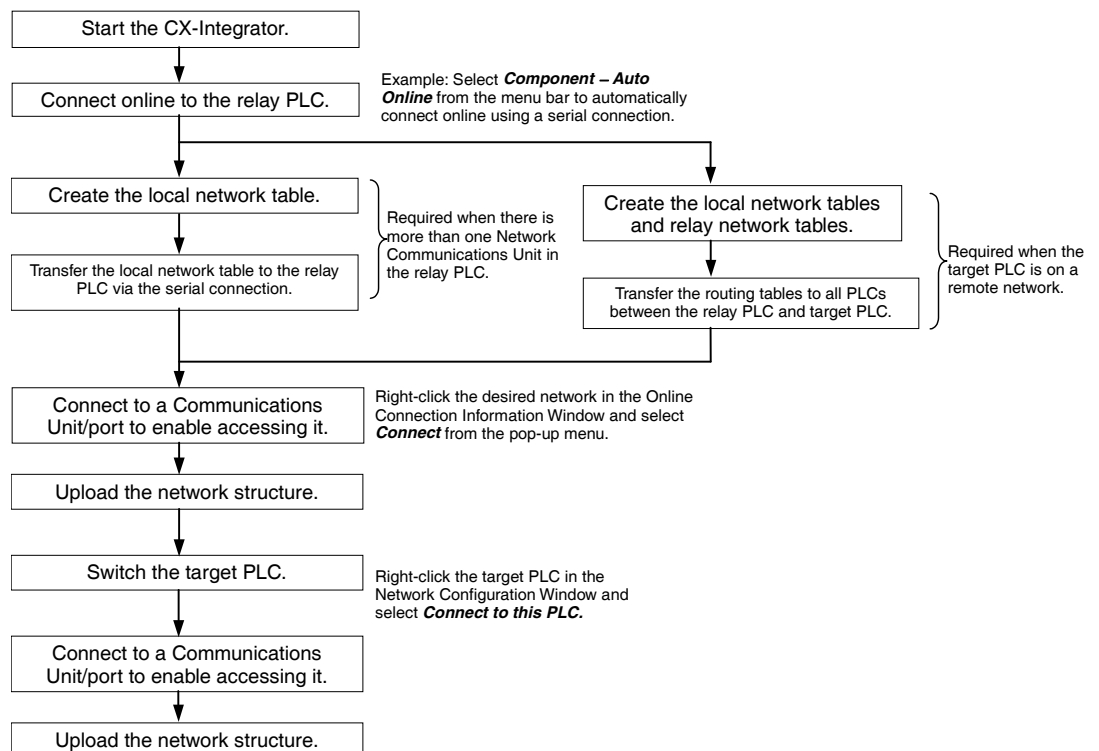 Start the CX-Integrator.
Connect online to the relay PLC.
Example: Select Component – Auto
Online from the menu bar to automatically
connect online using a serial connection.
Create the local network table.
Transfer the local network table to the relay
PLC via the serial connection.
Required when there is
more than one Network
Communications Unit in
the relay PLC.
Create the local network tables
and relay network tables.
Transfer the routing tables to all PLCs
between the relay PLC and target PLC.
Required when the
target PLC is on a
remote network.
Connect to a Communications
Unit/port to enable accessing it.
Right-click the desired network in the Online
Connection Information Window and select
Connect from the pop-up menu.
Upload the network structure.
Switch the target PLC.
Right-click the target PLC in the
Network Configuration Window and
select Connect to this PLC.
Connect to a Communications
Unit/port to enable accessing it.
Upload the network structure.